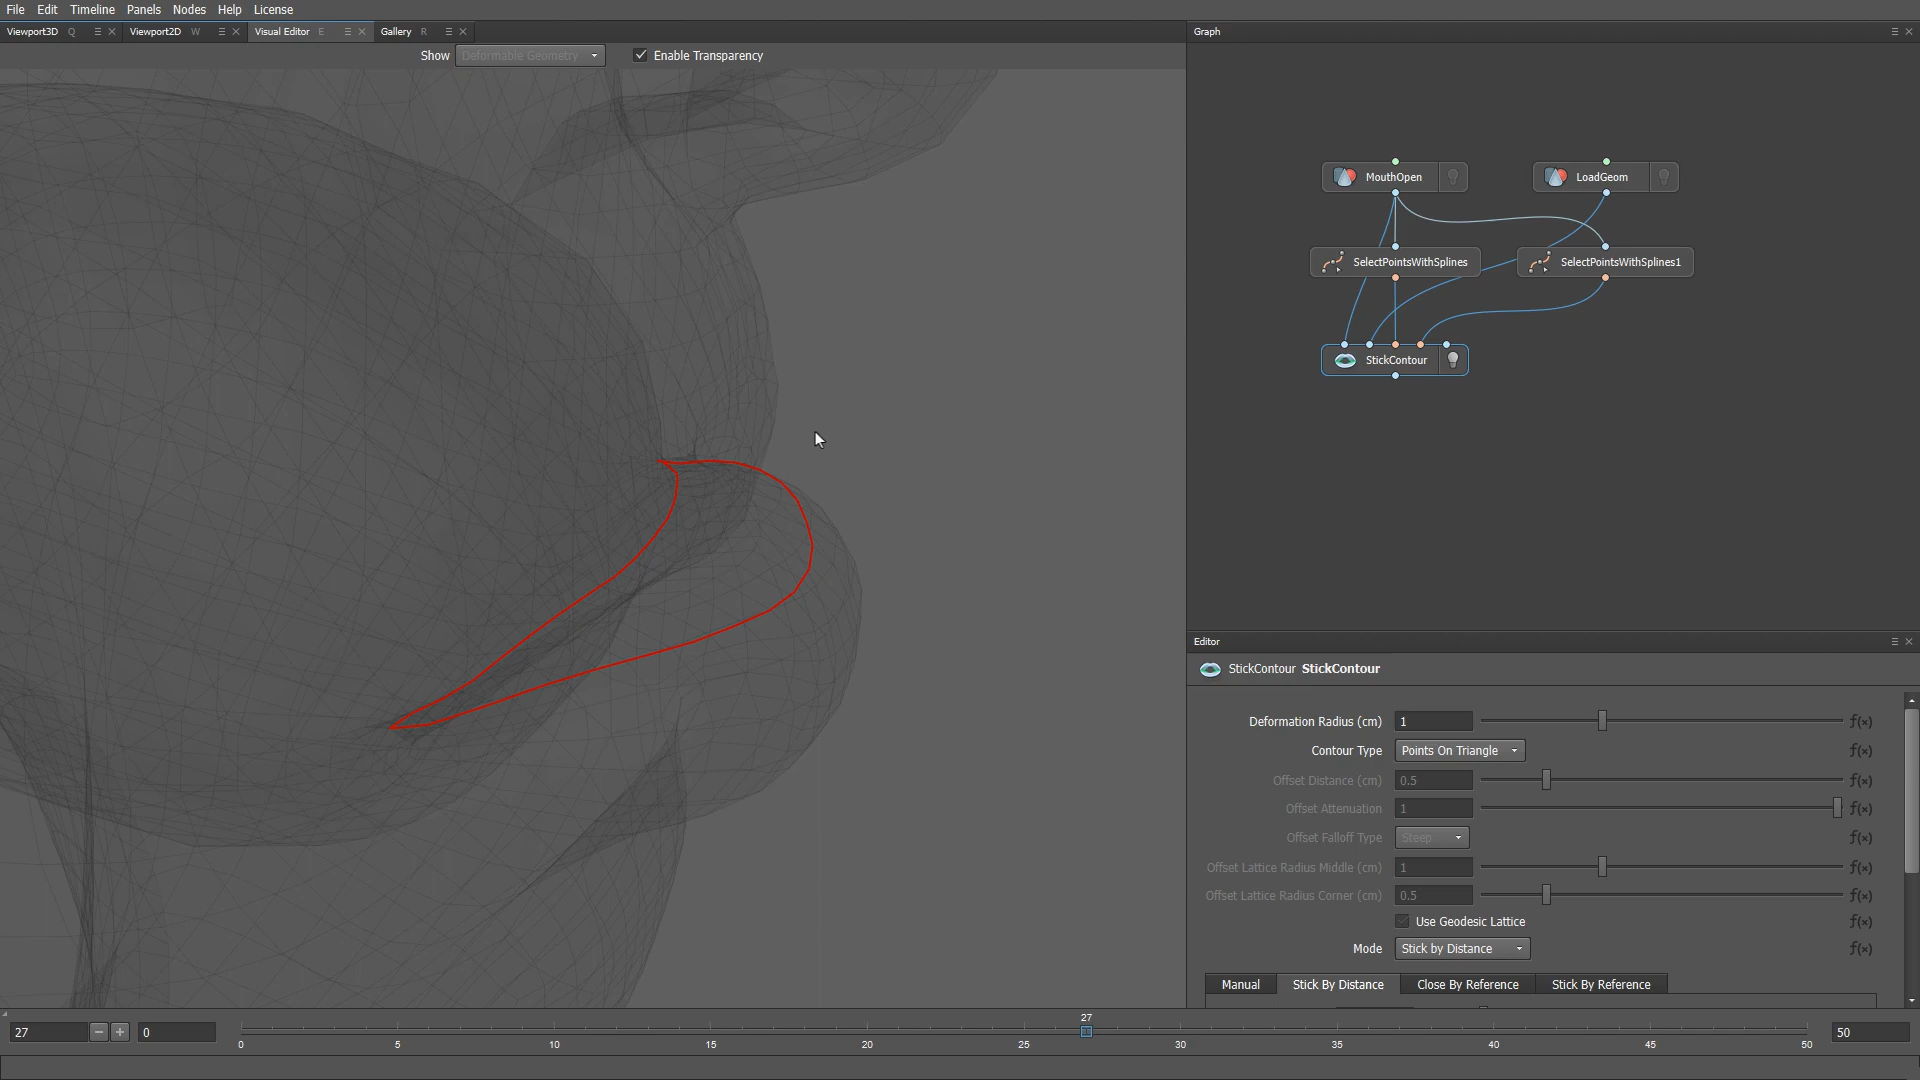 File Edit Timeline Panels Nodes Help License
Viewport3D Q Viewport2D W Visual Editor E Gallery R
Show Deformable Geometry Enable Transparency
Graph
MouthOpen LoadGeom
SelectPointsWithSplines SelectPointsWithSplines1
StickContour
Editor
StickContour StickContour
Deformation Radius (cm) 1 f(x)
Contour Type Points On Triangle f(x)
Offset Distance (cm) 0.5 f(x)
Offset Attenuation 1 f(x)
Offset Falloff Type Steep f(x)
Offset Lattice Radius Middle (cm) 1 f(x)
Offset Lattice Radius Corner (cm) 0.5 f(x)
Use Geodesic Lattice f(x)
Mode Stick by Distance f(x)
Manual Stick By Distance Close By Reference Stick By Reference
27
27 − + 0 50
0 5 10 15 20 25 30 35 40 45 50